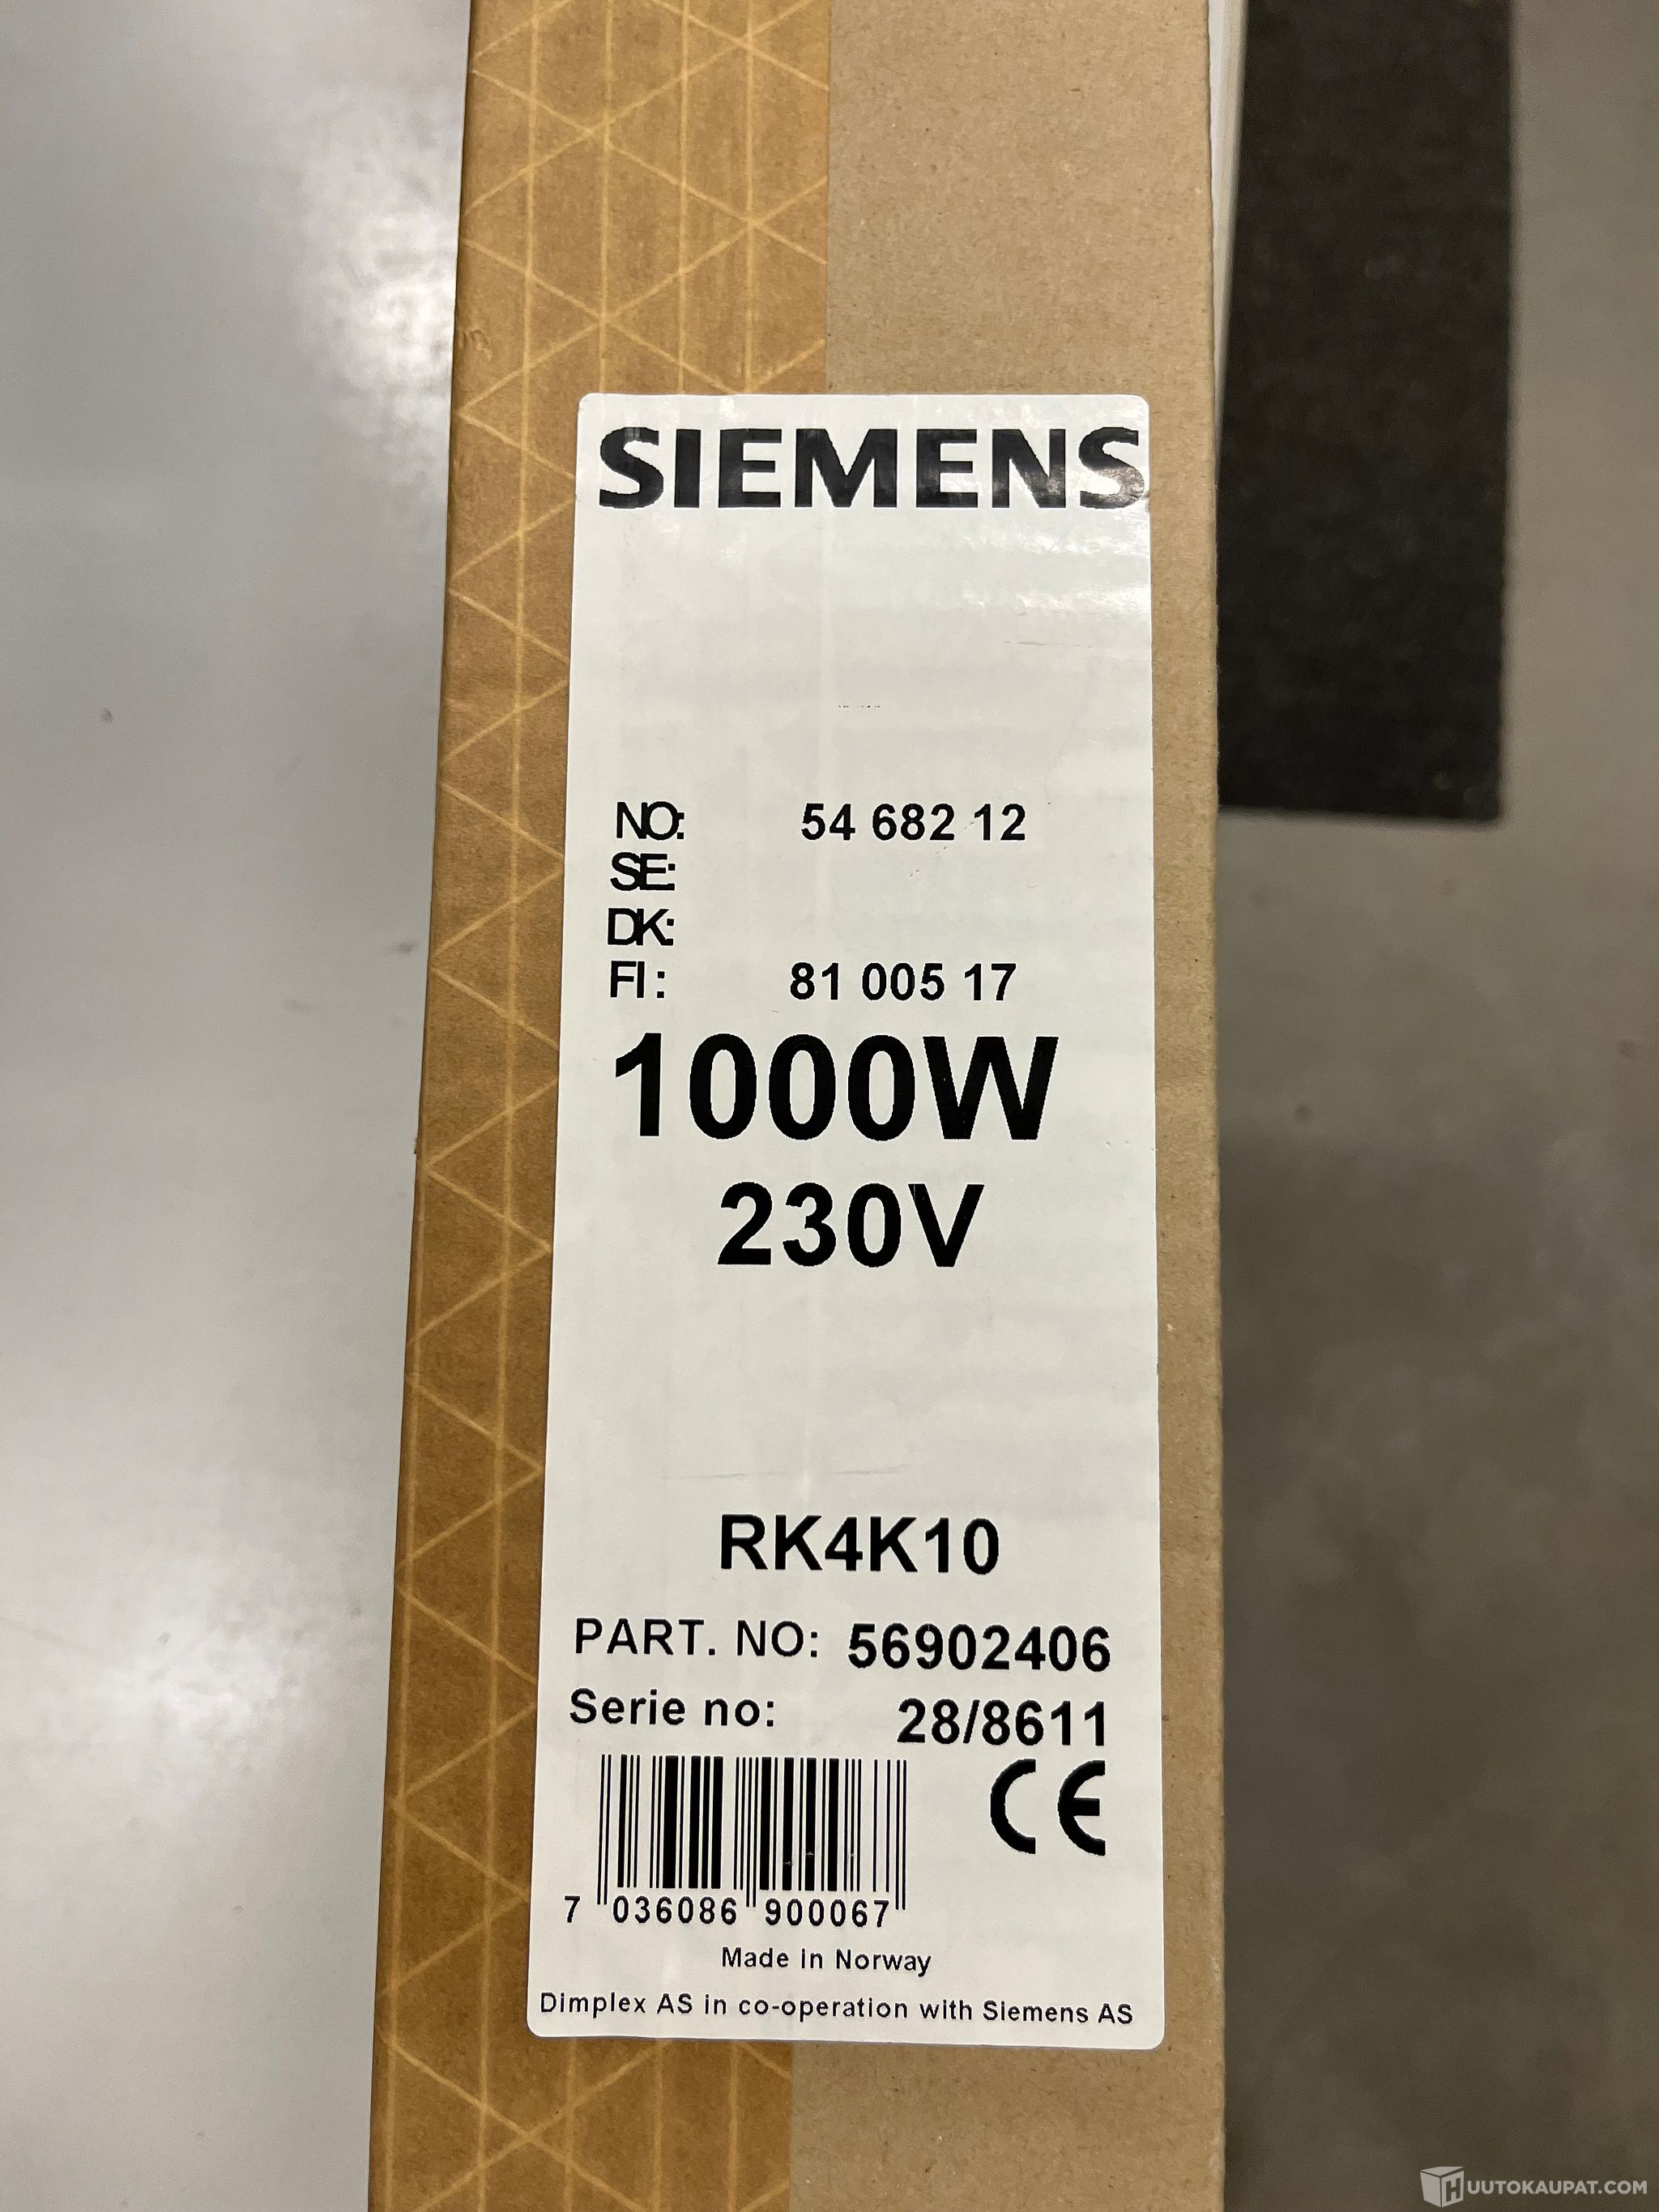 SIEMENS
NO: 54 682 12
SE:
DK:
FI: 81 005 17
1000W
230V
RK4K10
PART. NO: 56902406
Serie no: 28/8611
CE
7 036086 900067
Made in Norway
Dimplex AS in co-operation with Siemens AS
HUUTOKAUPAT.COM